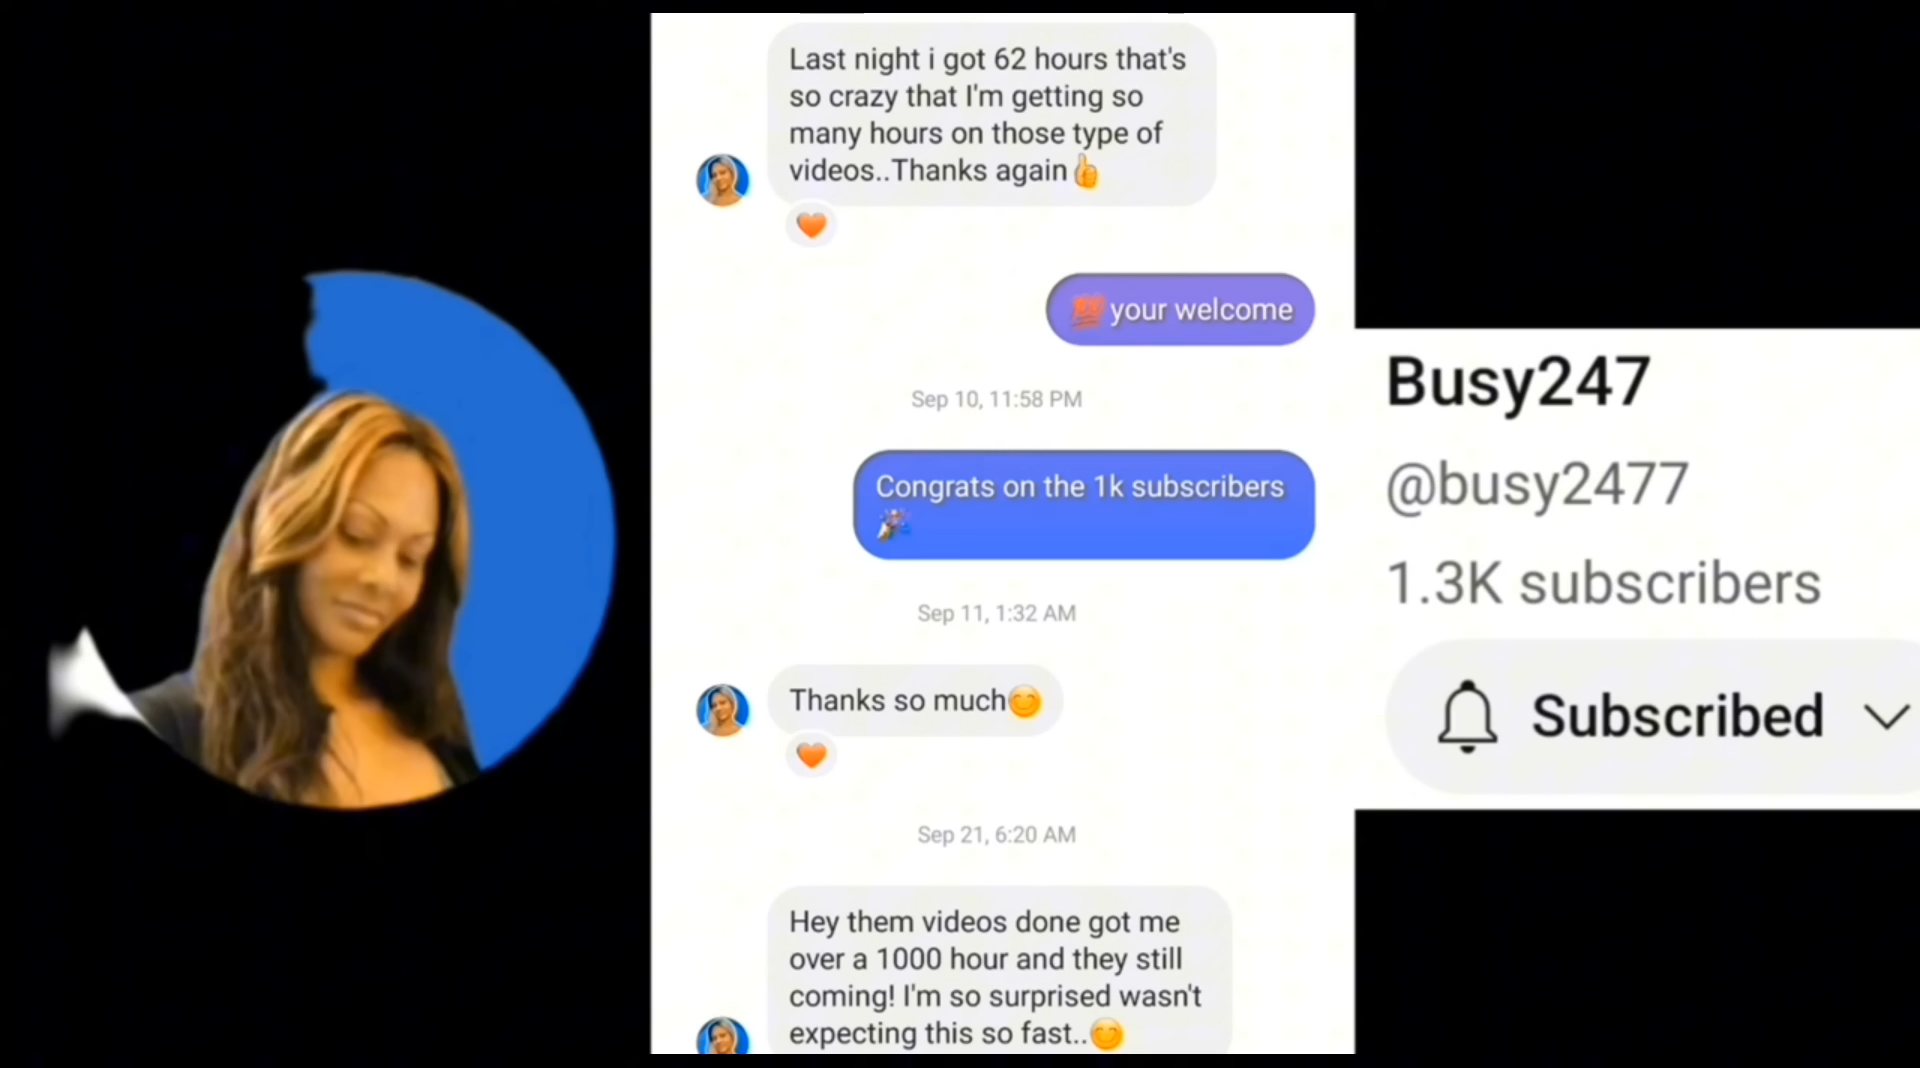 Last night i got 62 hours that's
so crazy that I'm getting so
many hours on those type of
videos..Thanks again👍
🧡
💯your welcome
Sep 10, 11:58 PM
Congrats on the 1k subscribers
🎉
Sep 11, 1:32 AM
Thanks so much😊
🧡
Sep 21, 6:20 AM
Hey them videos done got me
over a 1000 hour and they still
coming! I'm so surprised wasn't
expecting this so fast..😊
Busy247
@busy2477
1.3K subscribers
Subscribed